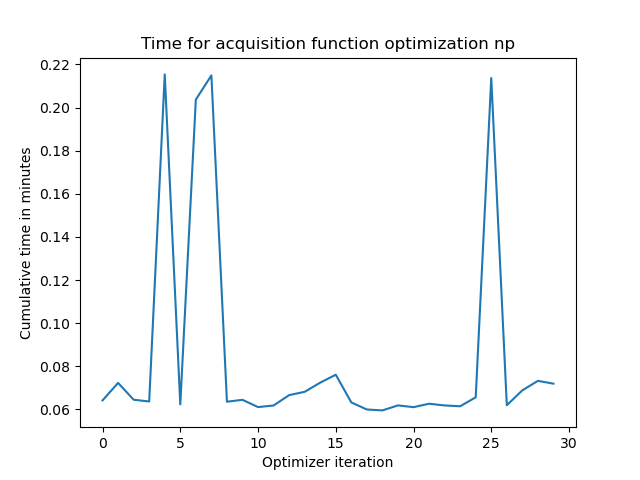 Time for acquisition function optimization np
Cumulative time in minutes
0.22
0.20
0.18
0.16
0.14
0.12
0.10
0.08
0.06
0 5 10 15 20 25 30
Optimizer iteration